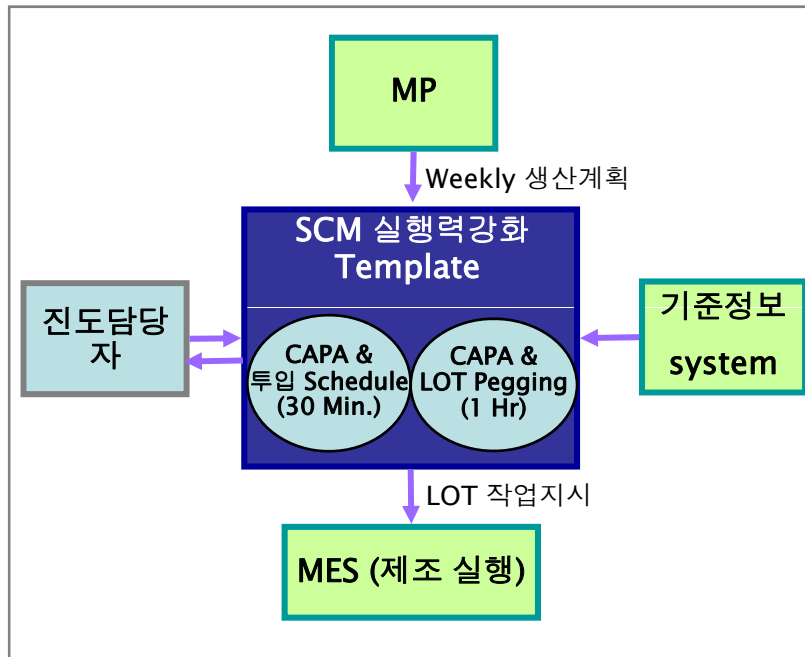 MP
Weekly 생산계획
SCM 실행력강화
Template
진도담당
자
CAPA &
투입 Schedule
(30 Min.)
CAPA &
LOT Pegging
(1 Hr)
기준정보
system
LOT 작업지시
MES (제조 실행)